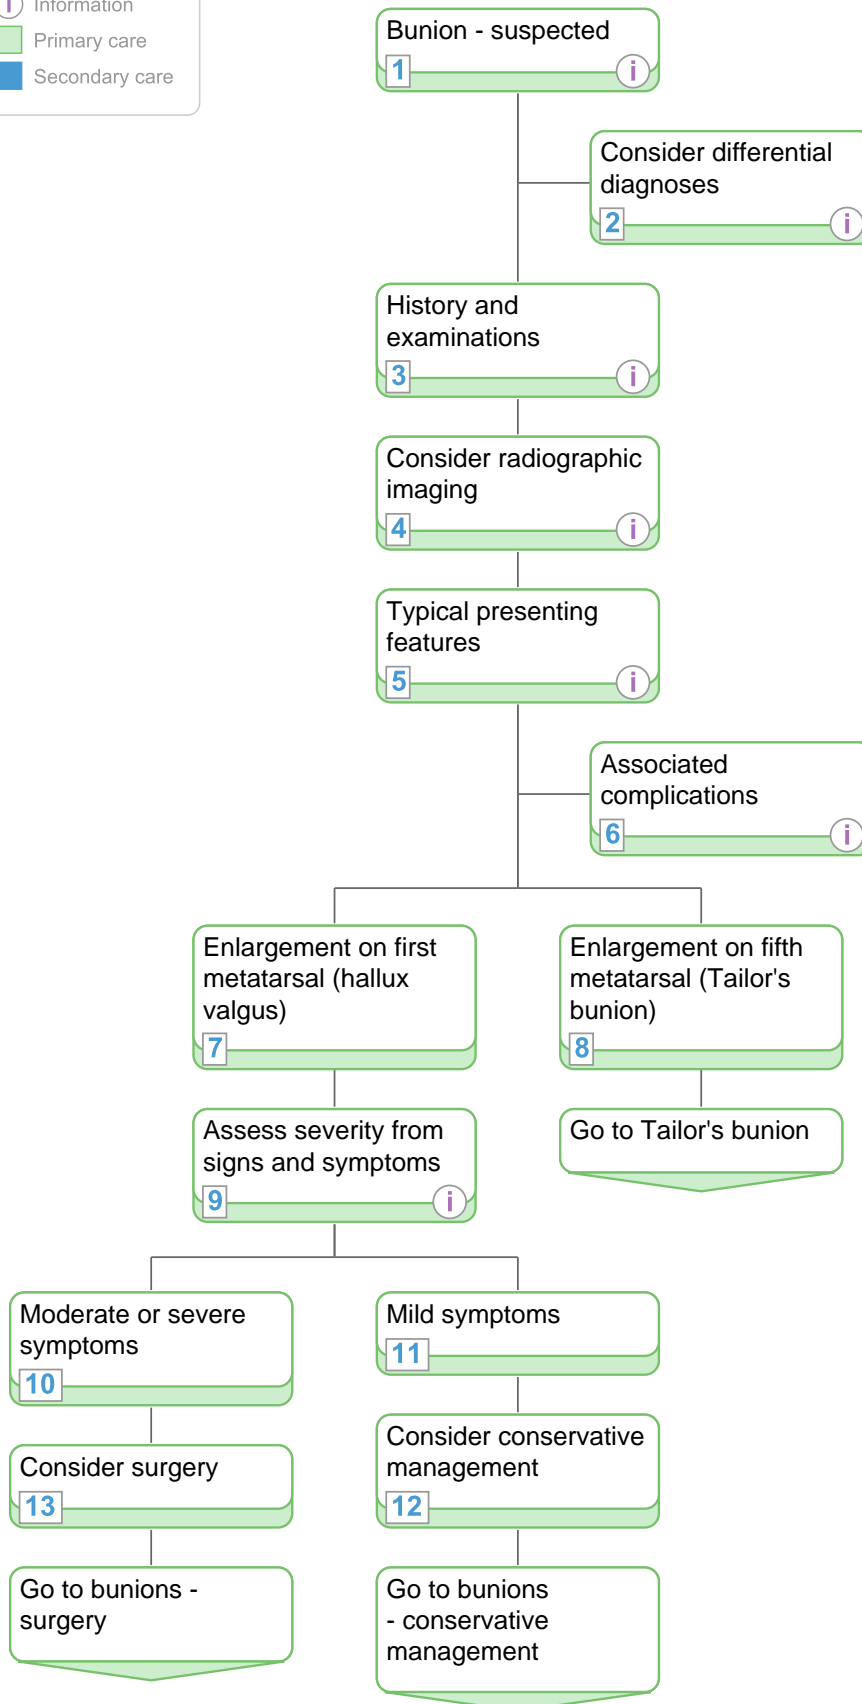 i Information
Primary care
Secondary care
Bunion - suspected
1 i
Consider differential
diagnoses
2 i
History and
examinations
3 i
Consider radiographic
imaging
4 i
Typical presenting
features
5 i
Associated
complications
6 i
Enlargement on first
metatarsal (hallux
valgus)
7
Enlargement on fifth
metatarsal (Tailor's
bunion)
8
Assess severity from
signs and symptoms
9 i
Go to Tailor's bunion
Moderate or severe
symptoms
10
Mild symptoms
11
Consider surgery
13
Consider conservative
management
12
Go to bunions -
surgery
Go to bunions
- conservative
management